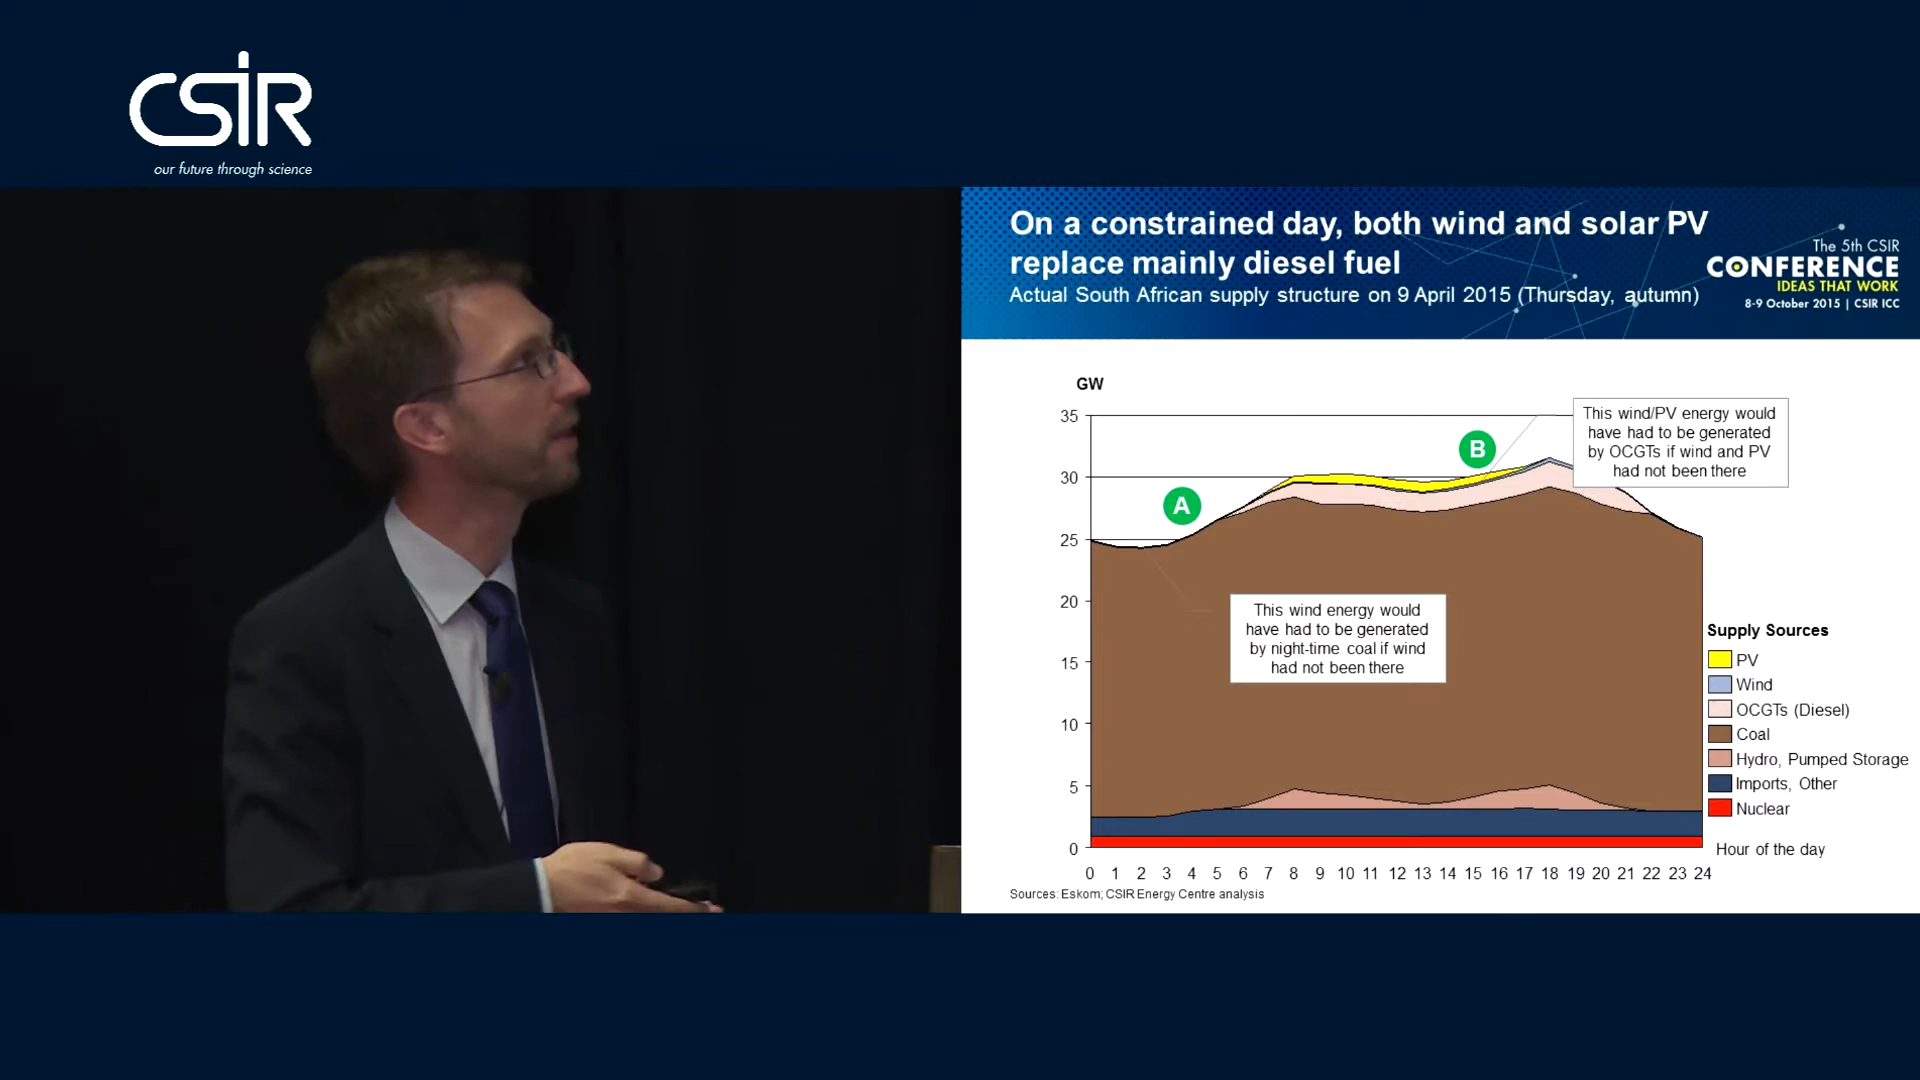 CSIR
our future through science
On a constrained day, both wind and solar PV
replace mainly diesel fuel
Actual South African supply structure on 9 April 2015 (Thursday, autumn)
The 5th CSIR
CONFERENCE
IDEAS THAT WORK
8-9 October 2015 | CSIR ICC
GW
35
30
25
20
15
10
5
0
A
B
This wind/PV energy would
have had to be generated
by OCGTs if wind and PV
had not been there
This wind energy would
have had to be generated
by night-time coal if wind
had not been there
Supply Sources
PV
Wind
OCGTs (Diesel)
Coal
Hydro, Pumped Storage
Imports, Other
Nuclear
0 1 2 3 4 5 6 7 8 9 10 11 12 13 14 15 16 17 18 19 20 21 22 23 24
Hour of the day
Sources: Eskom; CSIR Energy Centre analysis